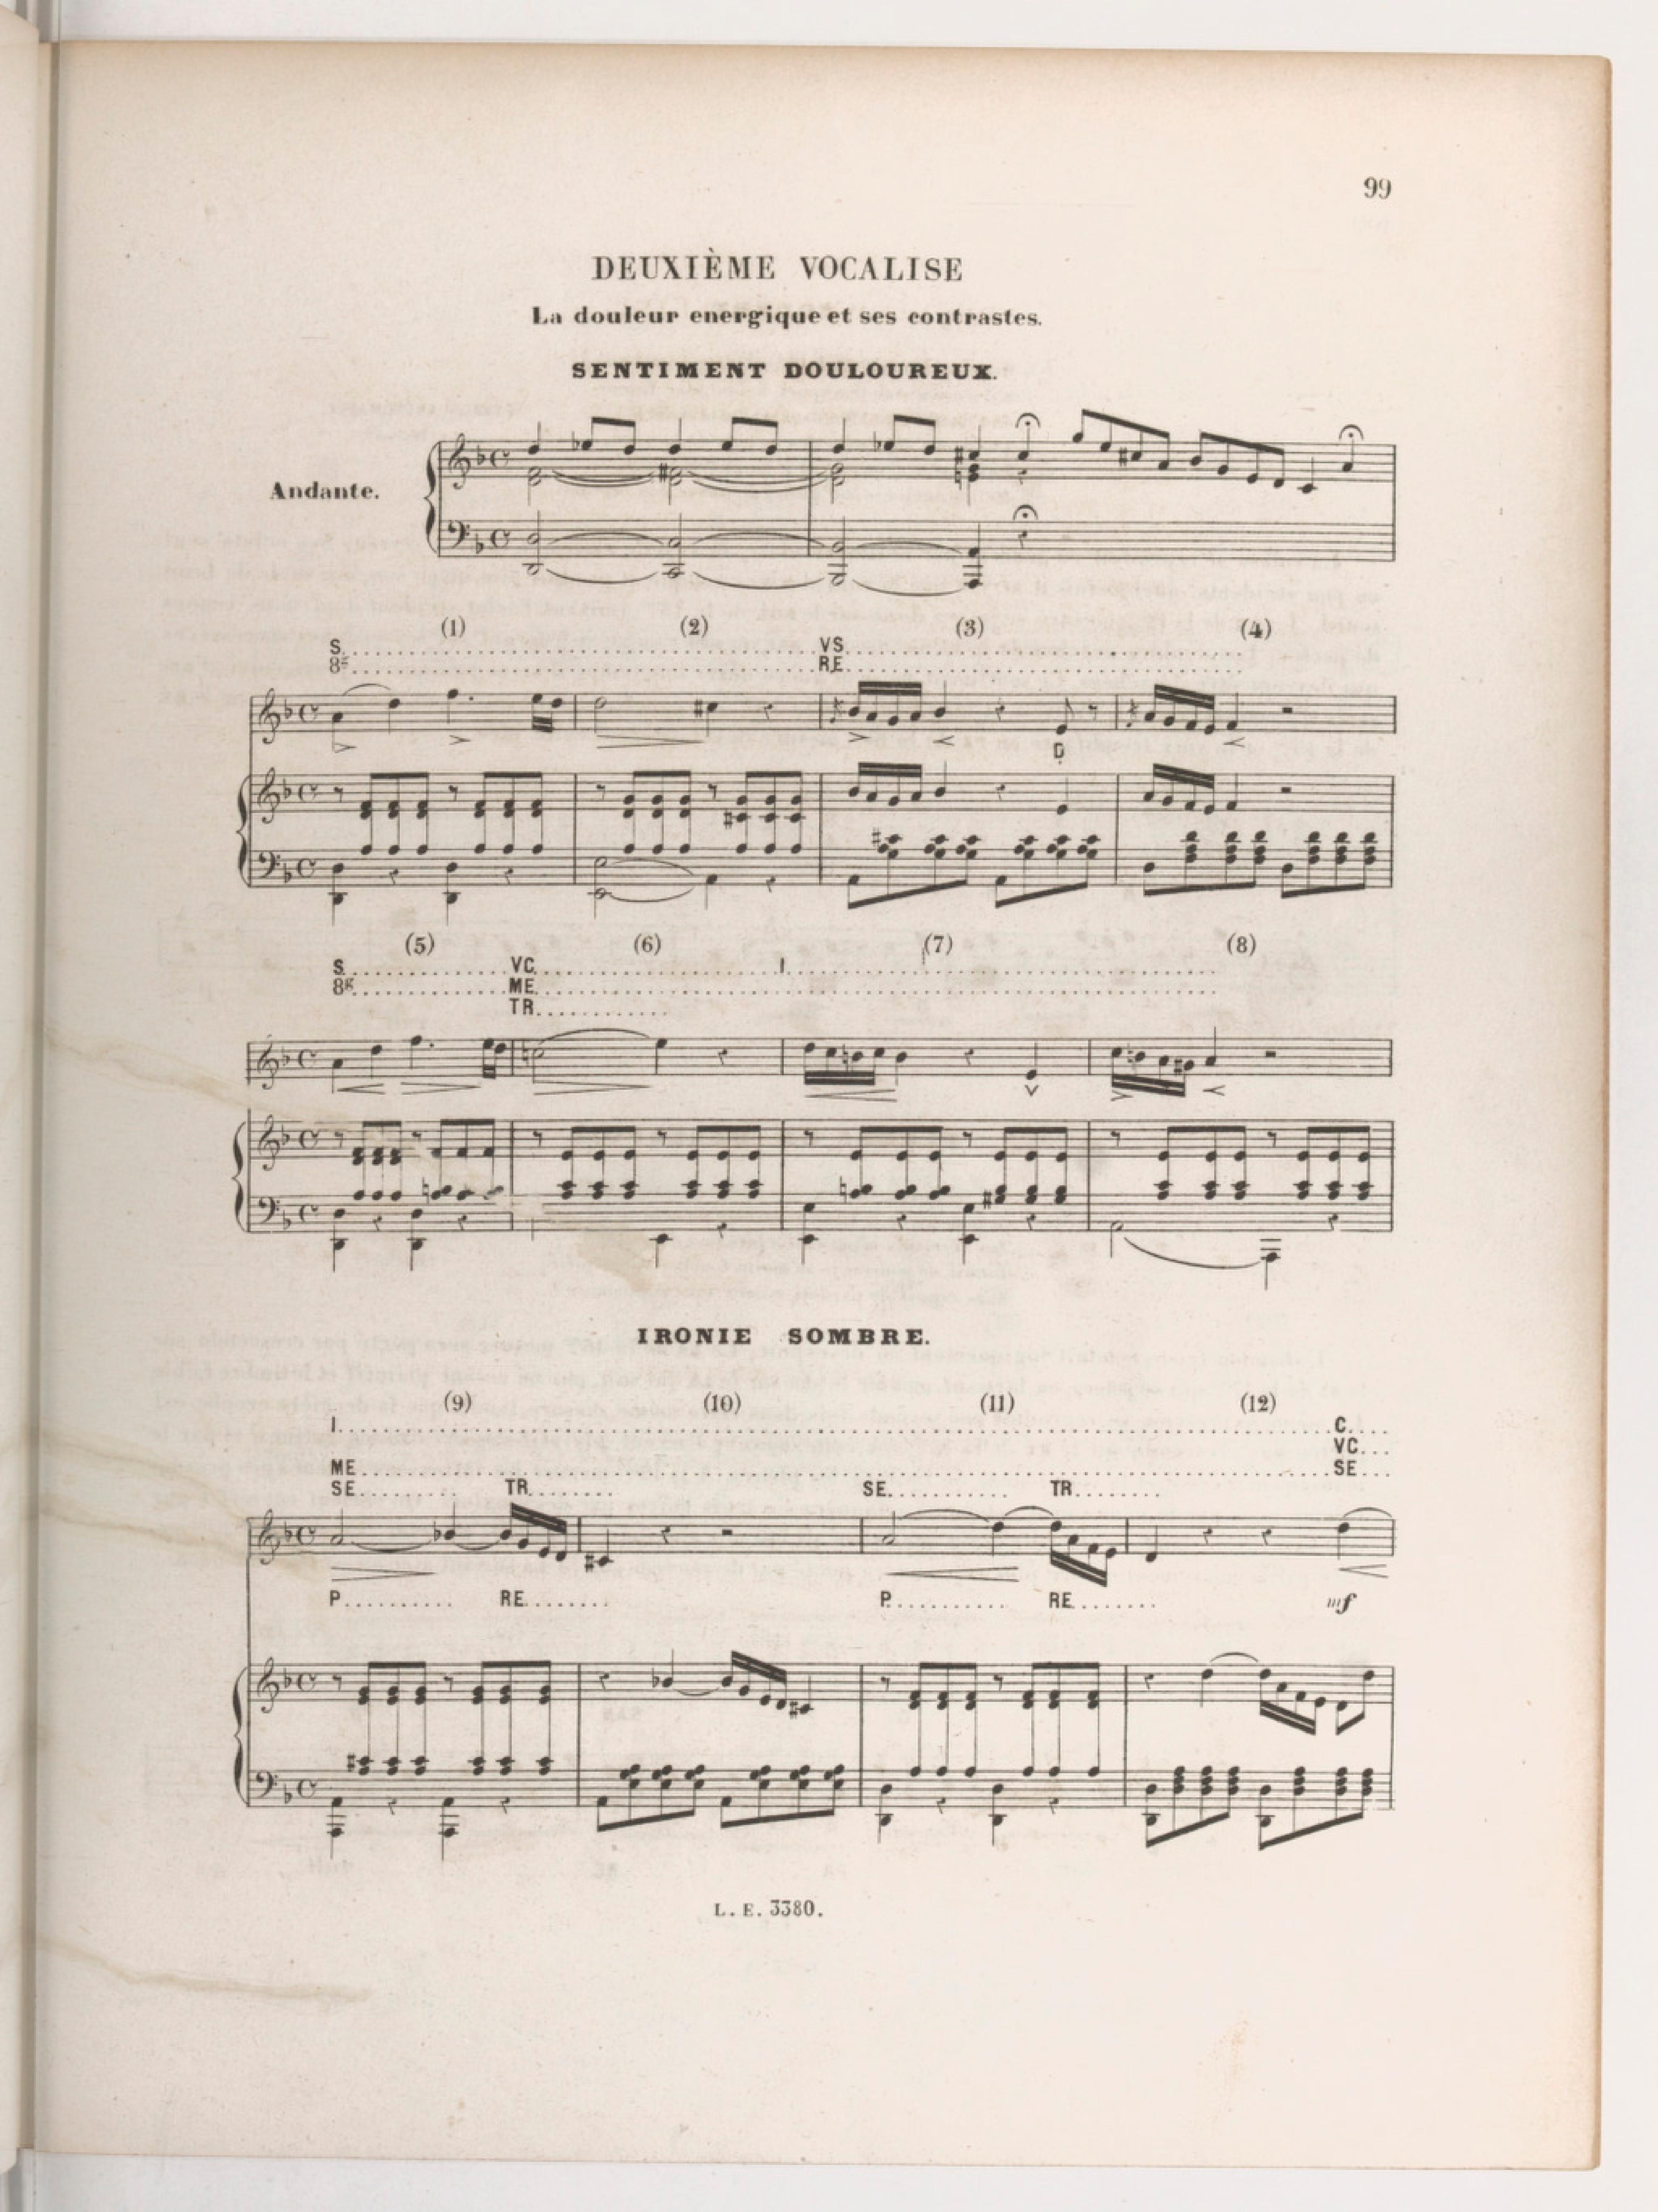 99
DEUXIÈME VOCALISE
La douleur energique et ses contrastes.
SENTIMENT DOULOUREUX.
Andante.
(1) (2) (3) (4)
S. VS.
8g RE.
D
(5) (6) (7) (8)
S. VC. I.
8g ME.
TR.
IRONIE SOMBRE.
(9) (10) (11) (12)
I. C.
VC.
ME. SE.
SE. TR. SE. TR.
P. RE. P. RE. mf
L. E. 3380.